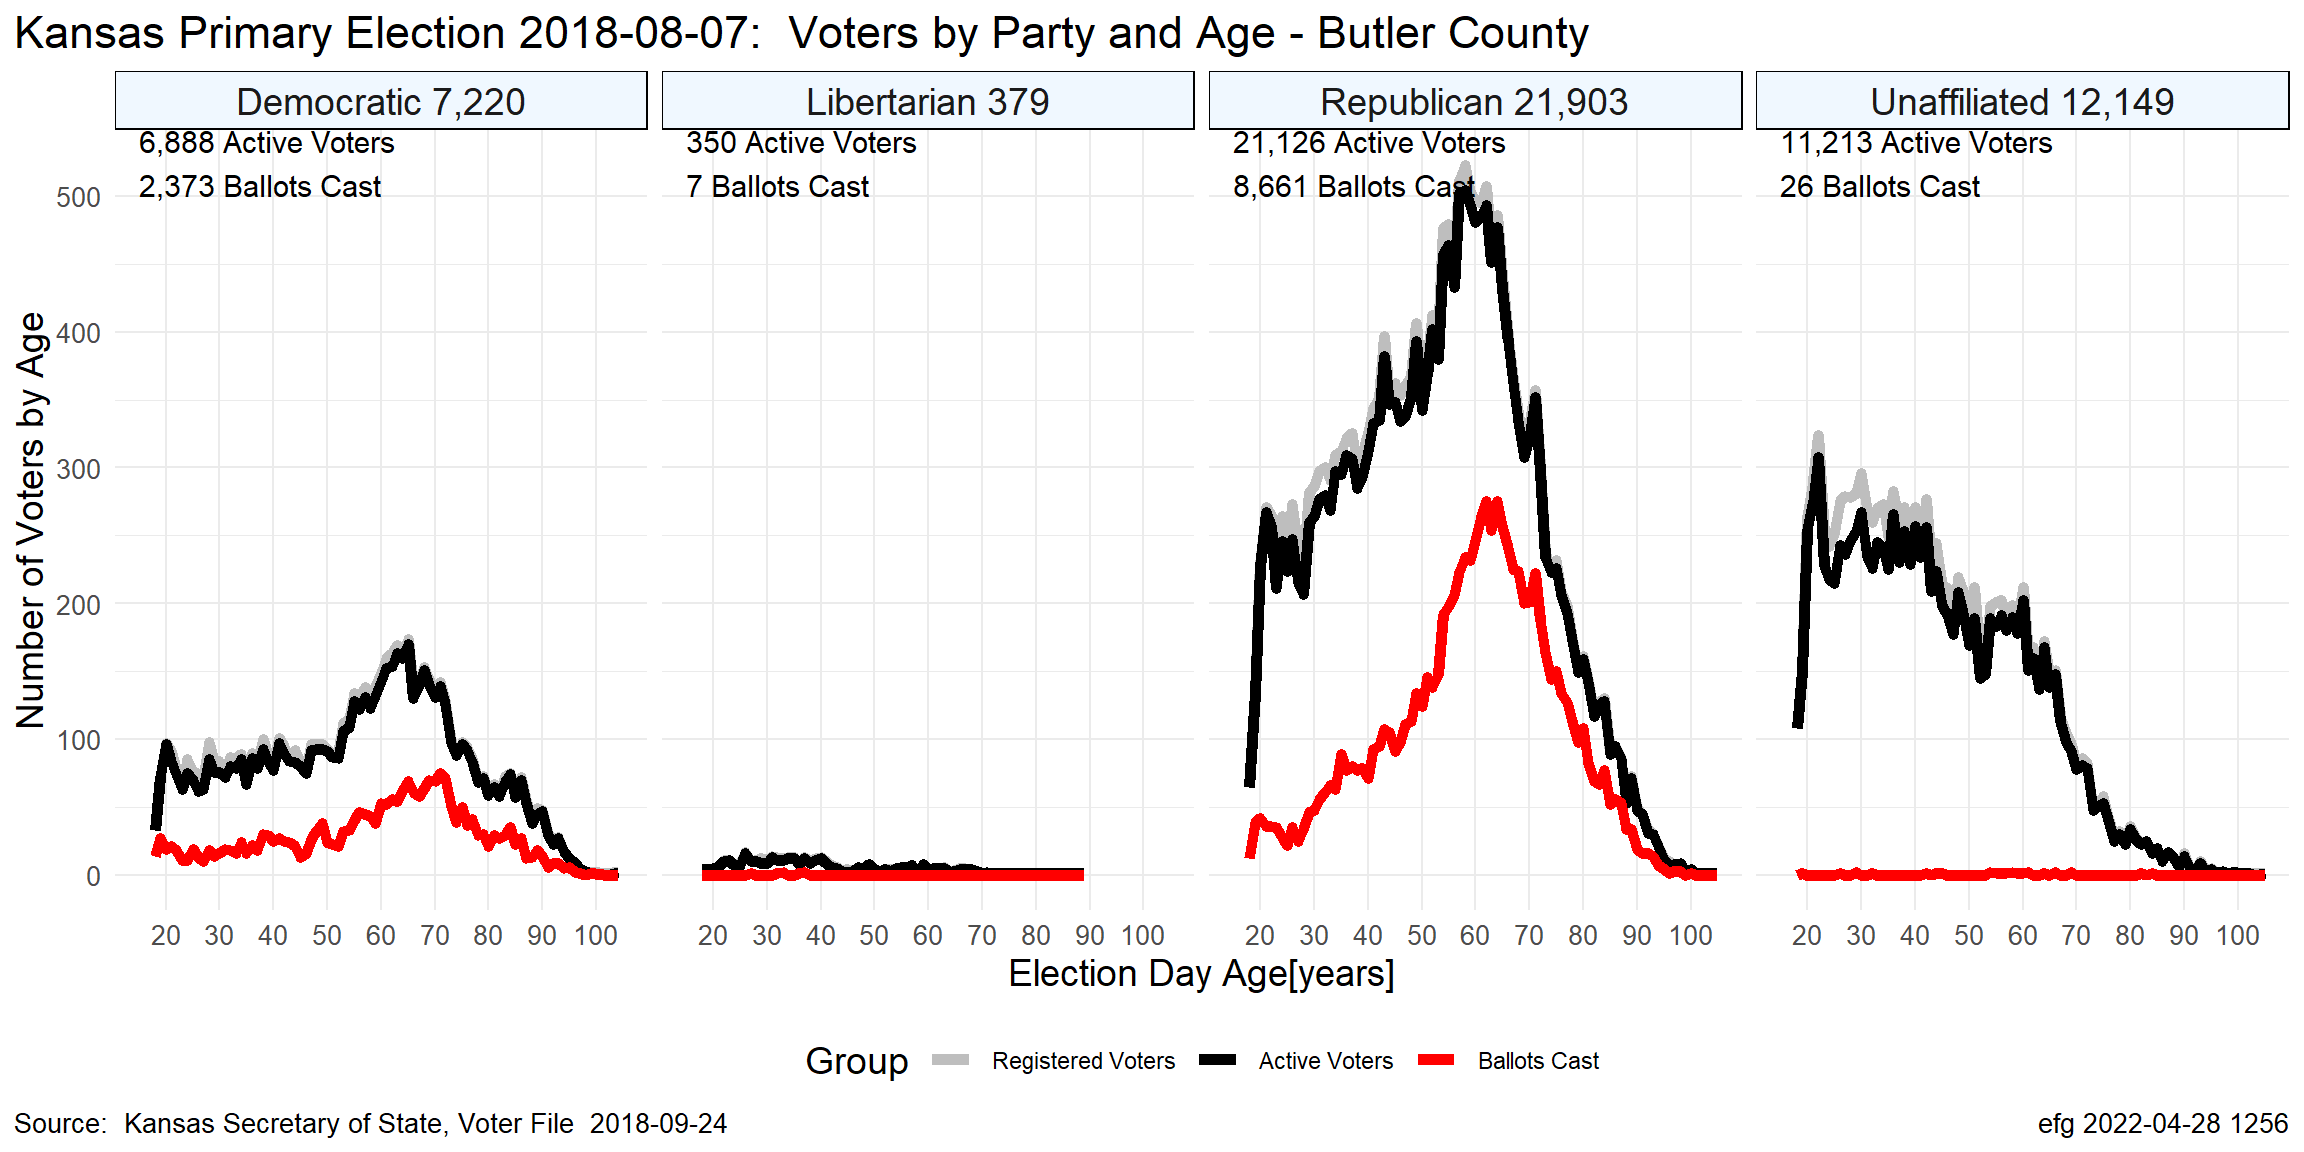 Kansas Primary Election 2018-08-07:  Voters by Party and Age - Butler County
Democratic 7,220
Libertarian 379
Republican 21,903
Unaffiliated 12,149
6,888 Active Voters
2,373 Ballots Cast
350 Active Voters
7 Ballots Cast
21,126 Active Voters
8,661 Ballots Cast
11,213 Active Voters
26 Ballots Cast
Number of Voters by Age
500
400
300
200
100
0
20 30 40 50 60 70 80 90 100
20 30 40 50 60 70 80 90 100
20 30 40 50 60 70 80 90 100
20 30 40 50 60 70 80 90 100
Election Day Age[years]
Group Registered Voters Active Voters Ballots Cast
Source:  Kansas Secretary of State, Voter File  2018-09-24
efg 2022-04-28 1256